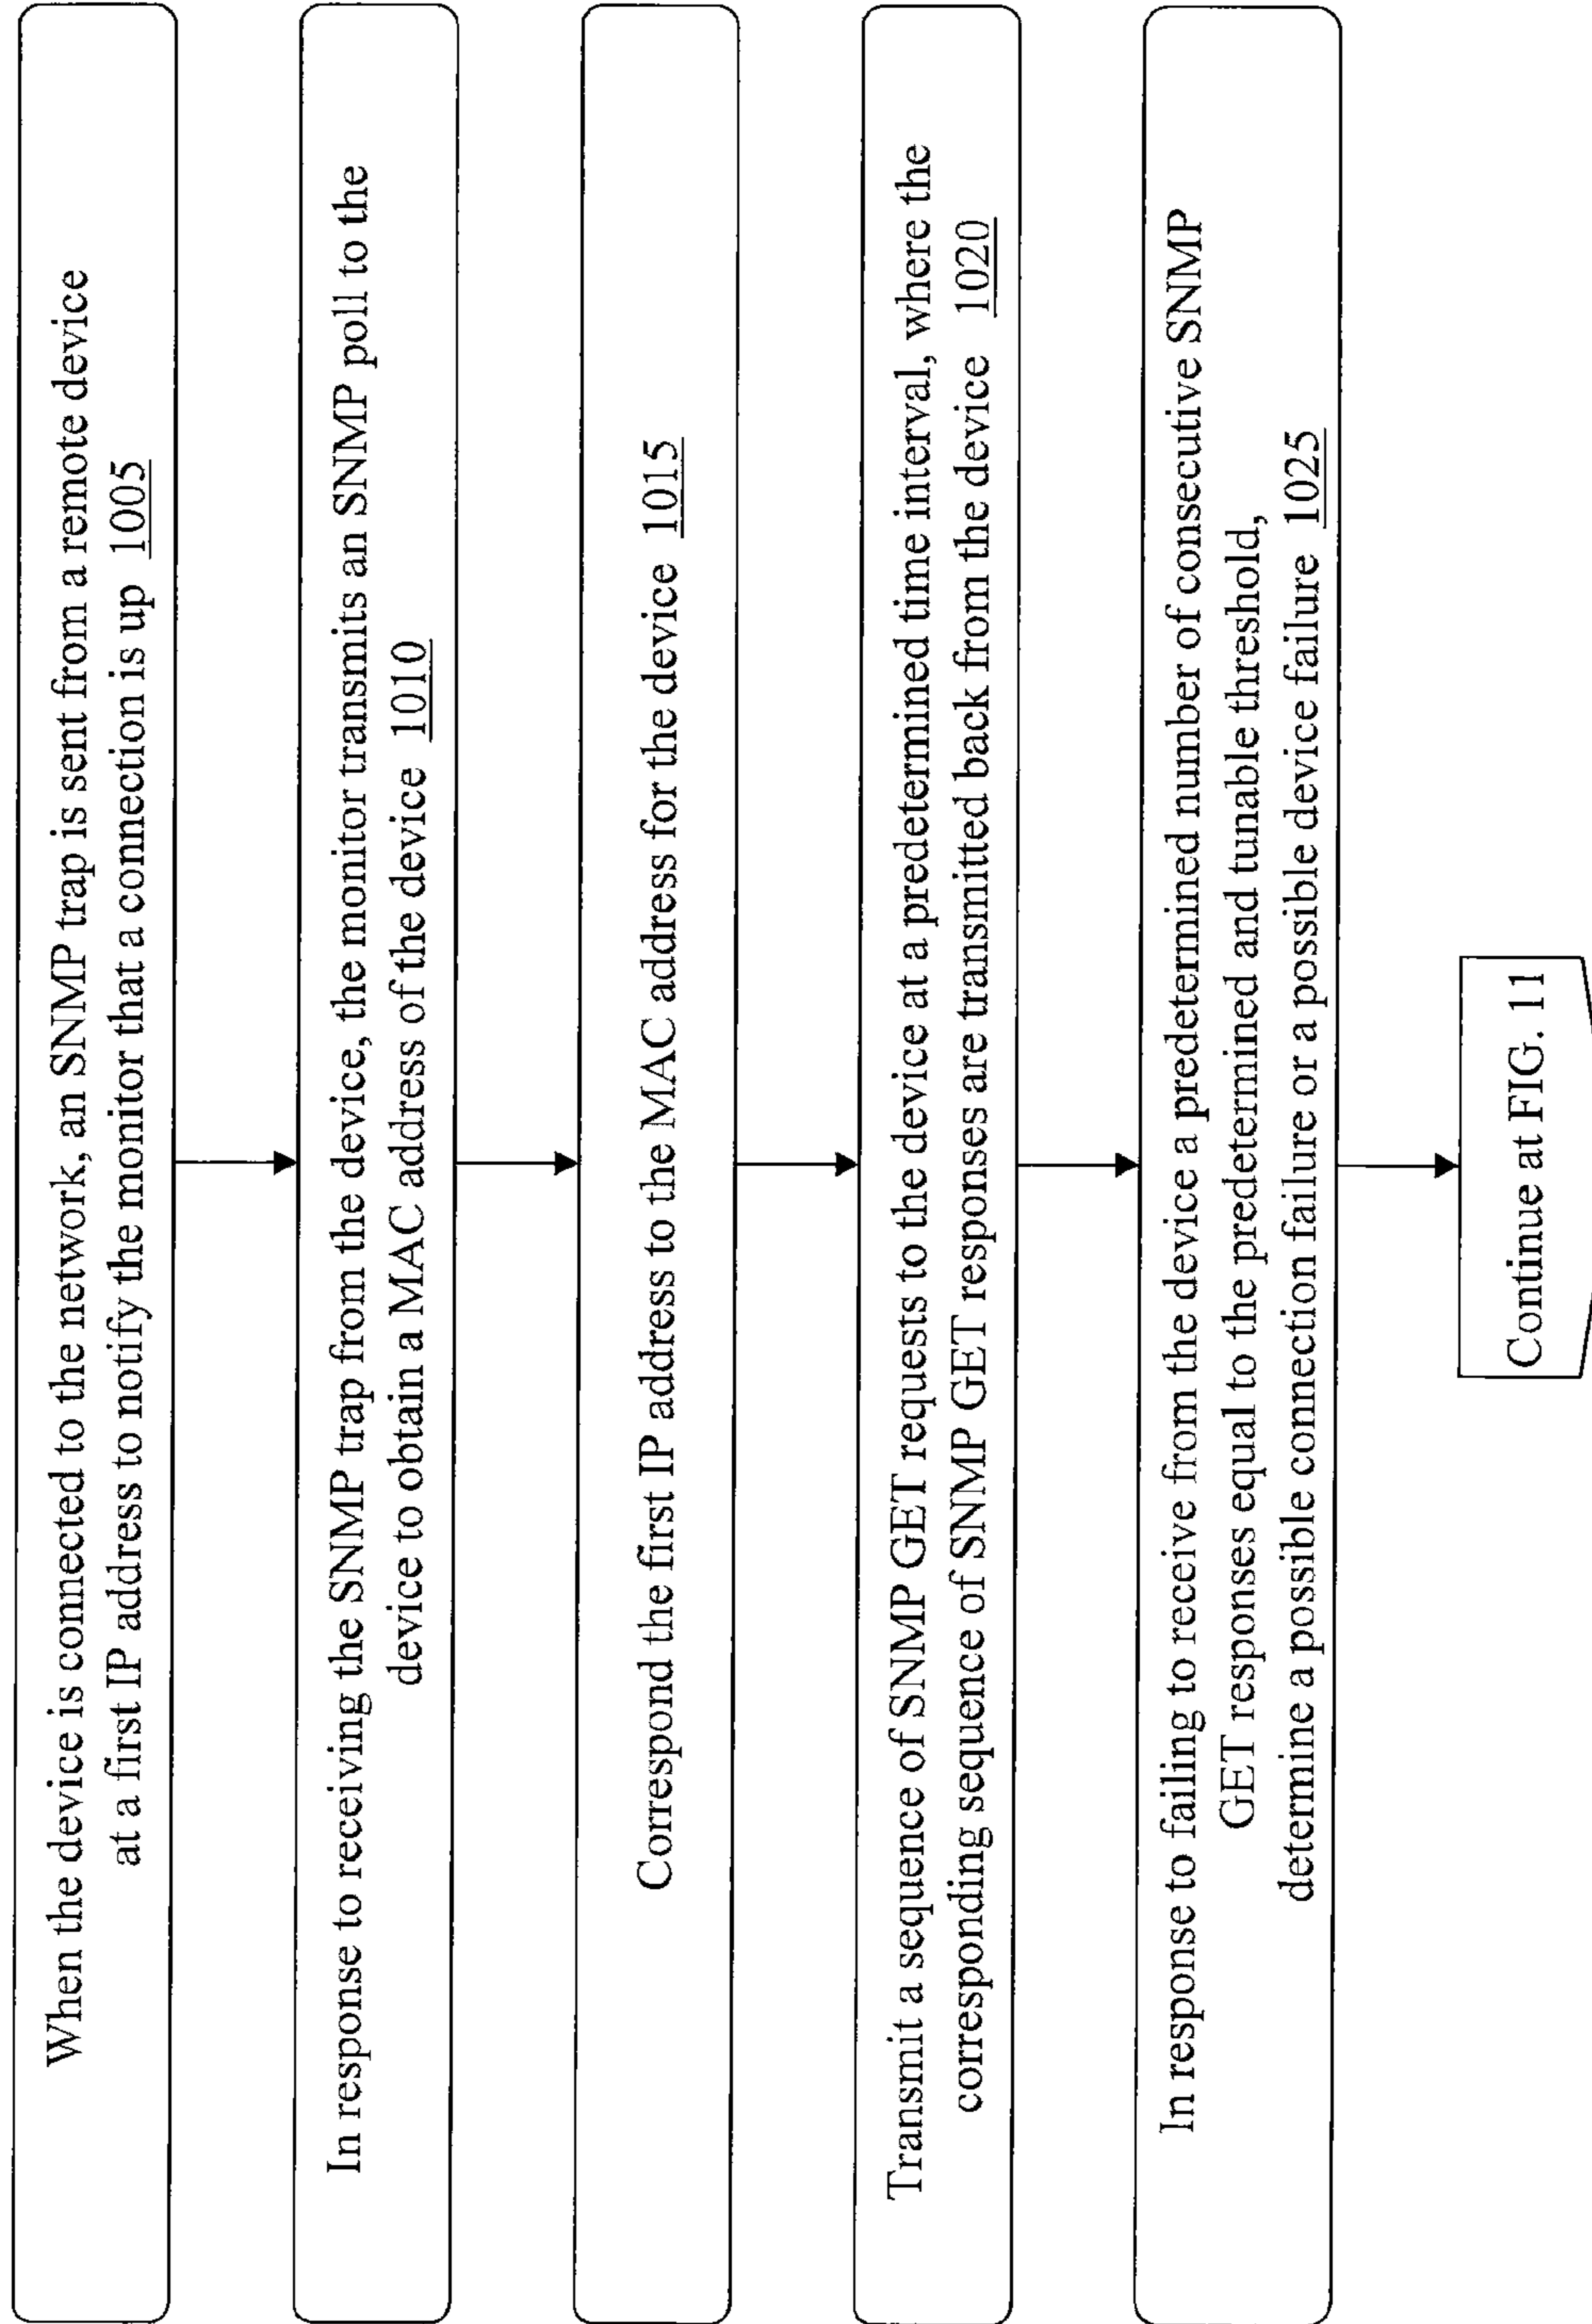 When the device is connected to the network, an SNMP trap is sent from a remote device
at a first IP address to notify the monitor that a connection is up 1005
In response to receiving the SNMP trap from the device, the monitor transmits an SNMP poll to the
device to obtain a MAC address of the device 1010
Correspond the first IP address to the MAC address for the device 1015
Transmit a sequence of SNMP GET requests to the device at a predetermined time interval, where the
corresponding sequence of SNMP GET responses are transmitted back from the device 1020
In response to failing to receive from the device a predetermined number of consecutive SNMP
GET responses equal to the predetermined and tunable threshold,
determine a possible connection failure or a possible device failure 1025
Continue at FIG. 11